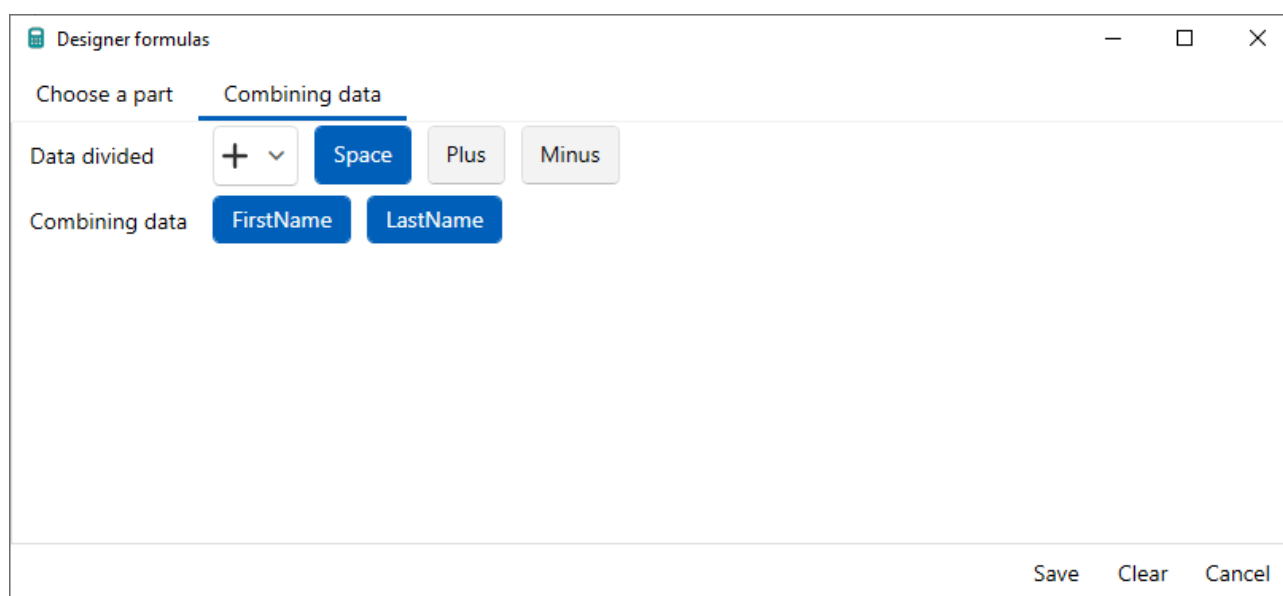 Designer formulas
Choose a part Combining data
Data divided Space Plus Minus
Combining data FirstName LastName
Save Clear Cancel